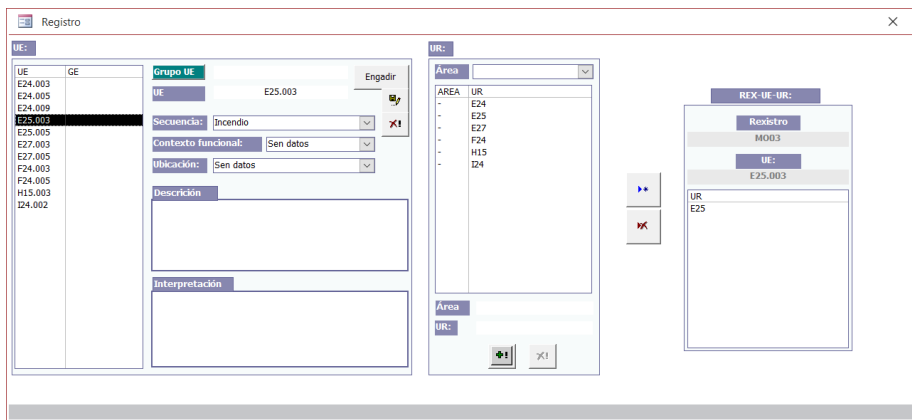 Registro
UE:
UE GE
E24.003
E24.005
E24.009
E25.003
E25.005
E27.003
E27.005
F24.003
F24.005
H15.003
I24.002
Grupo UE
Engadir
UE E25.003
Secuencia: Incendio
Contexto funcional: Sen datos
Ubicación: Sen datos
Descrición
Interpretación
UR:
Área
AREA UR
- E24
- E25
- E27
- F24
- H15
- I24
Área
UR:
REX-UE-UR:
Rexistro
MO03
UE:
E25.003
UR
E25